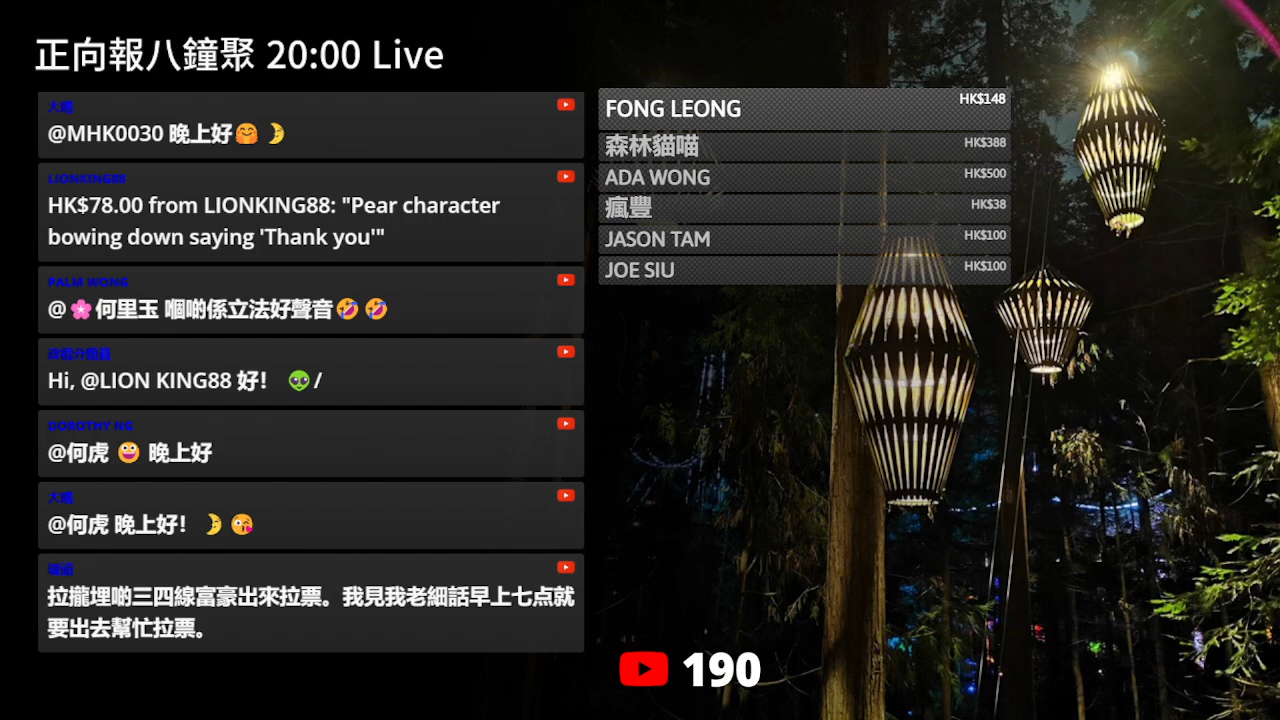 正向報八鐘聚 20:00 Live
大蝦
@MHK0030 晚上好🤗🌛
LIONKING88
HK$78.00 from LIONKING88: "Pear character
bowing down saying 'Thank you'"
PALM WONG
@🌸何里玉 嗰啲係立法好聲音🤣🤣
Hi, @LION KING88 好! 👽/
DOROTHY NG
@何虎 😀 晚上好
大蝦
@何虎 晚上好! 🌛😘
拉攏埋啲三四線富豪出來拉票。我見我老細話早上七点就
要出去幫忙拉票。
FONG LEONG HK$148
森林貓喵 HK$388
ADA WONG HK$500
瘋豐 HK$38
JASON TAM HK$100
JOE SIU HK$100
190